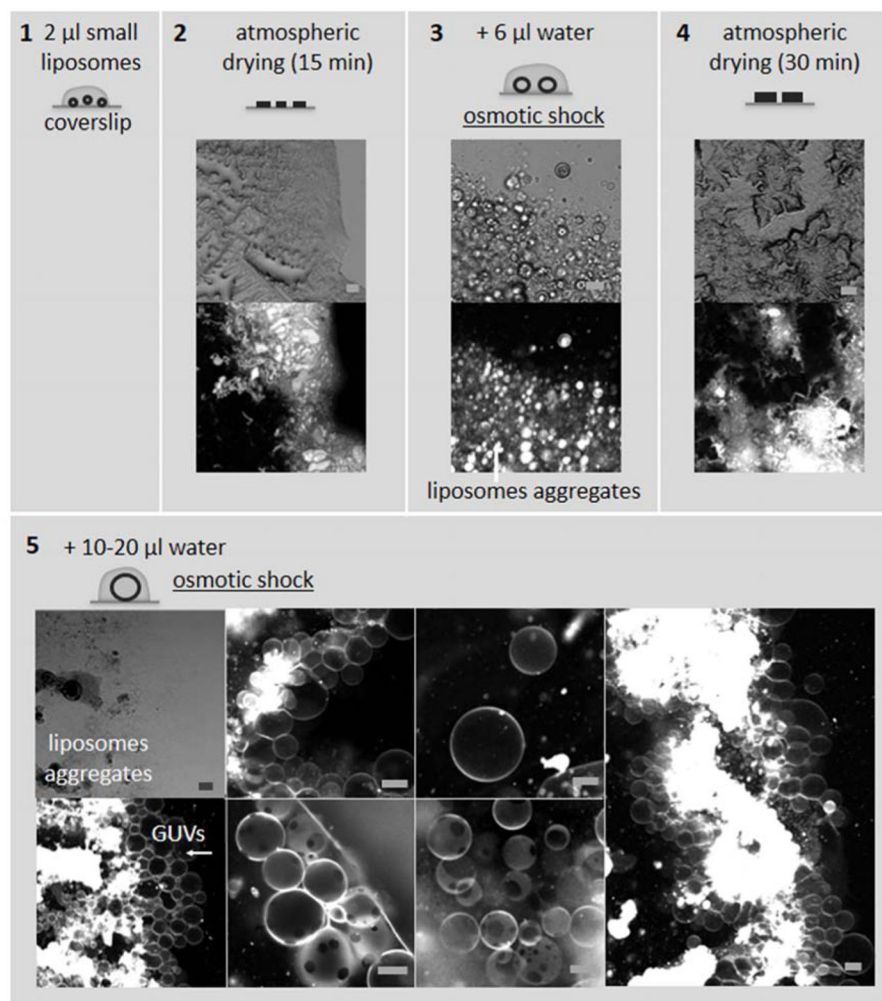 1 2 µl small
liposomes
coverslip
2 atmospheric
drying (15 min)
3 + 6 µl water
osmotic shock
liposomes aggregates
4 atmospheric
drying (30 min)
5 + 10-20 µl water
osmotic shock
liposomes
aggregates
GUVs